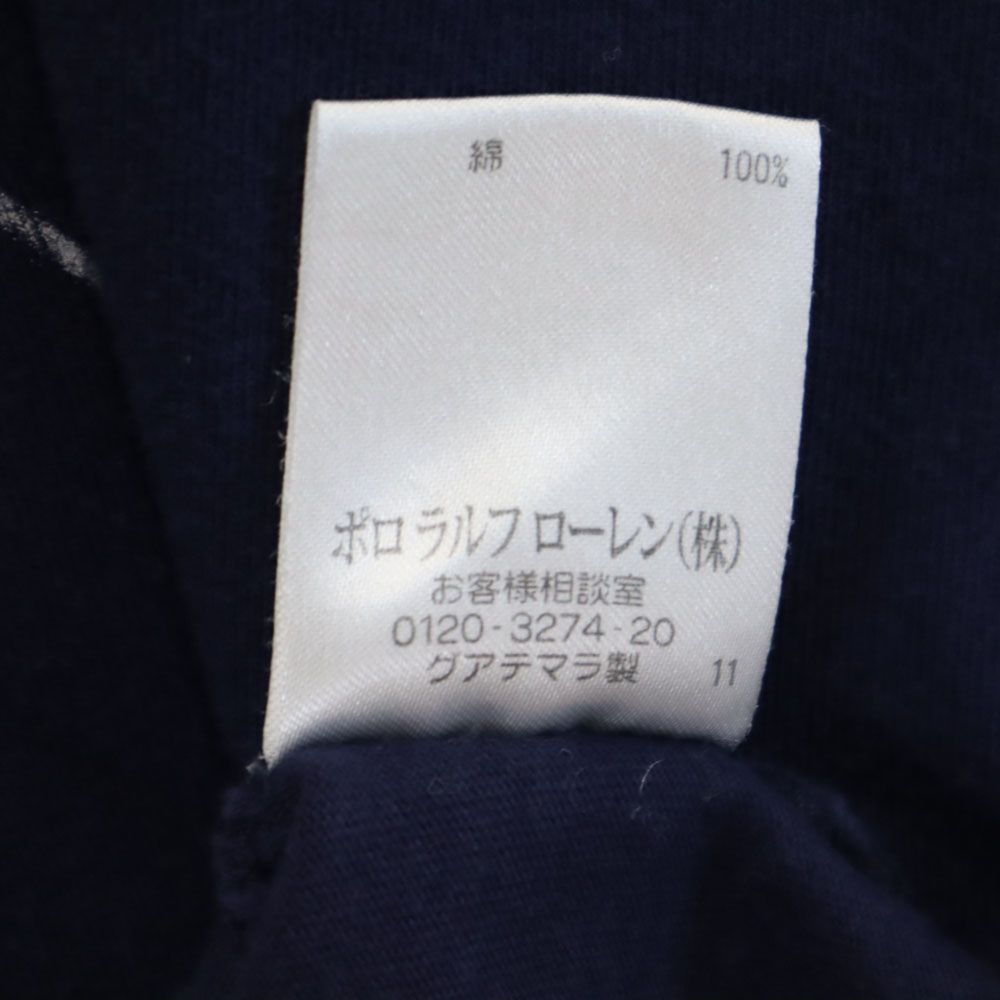 綿 100%
ポロ ラルフ ローレン(株)
お客様相談室
0120-3274-20
グアテマラ製 11